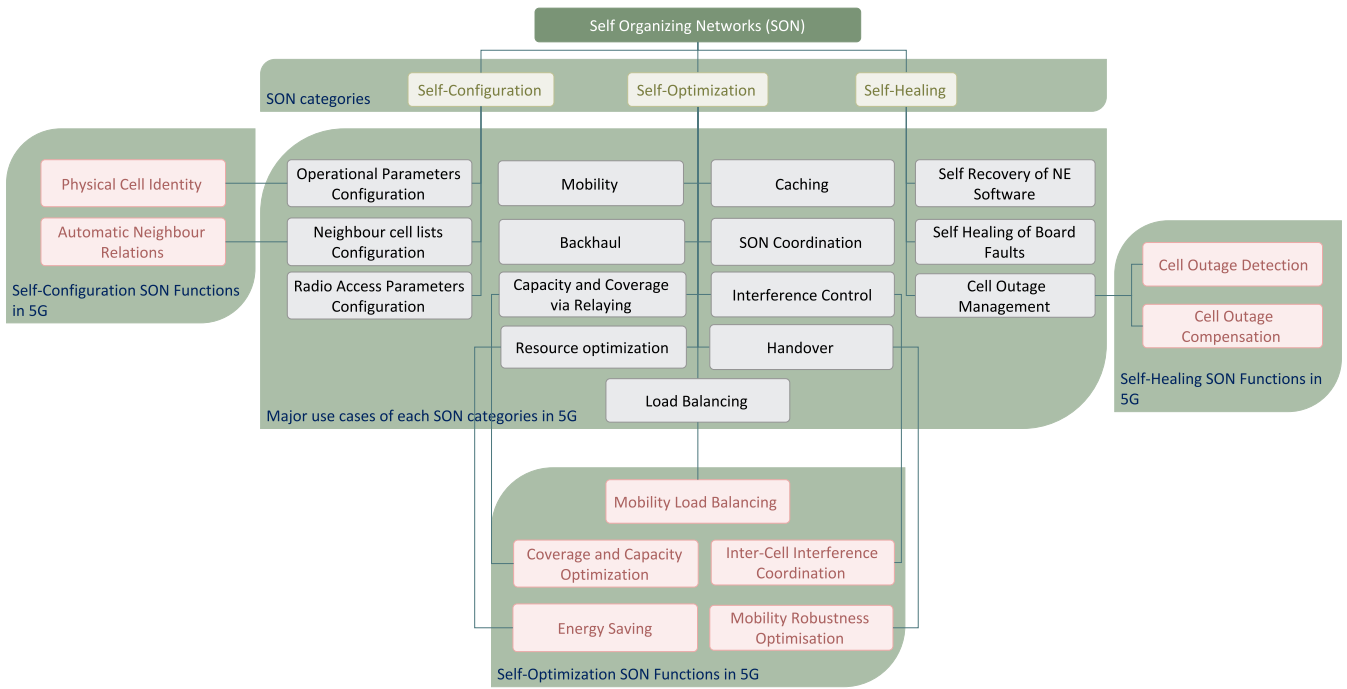 Self Organizing Networks (SON)
Self-Configuration
Self-Optimization
Self-Healing
SON categories
Physical Cell Identity
Automatic Neighbour
Relations
Self-Configuration SON Functions
in 5G
Operational Parameters
Configuration
Neighbour cell lists
Configuration
Radio Access Parameters
Configuration
Mobility
Caching
Backhaul
SON Coordination
Capacity and Coverage
via Relaying
Interference Control
Resource optimization
Handover
Load Balancing
Self Recovery of NE
Software
Self Healing of Board
Faults
Cell Outage
Management
Major use cases of each SON categories in 5G
Cell Outage Detection
Cell Outage
Compensation
Self-Healing SON Functions in
5G
Mobility Load Balancing
Coverage and Capacity
Optimization
Inter-Cell Interference
Coordination
Energy Saving
Mobility Robustness
Optimisation
Self-Optimization SON Functions in 5G